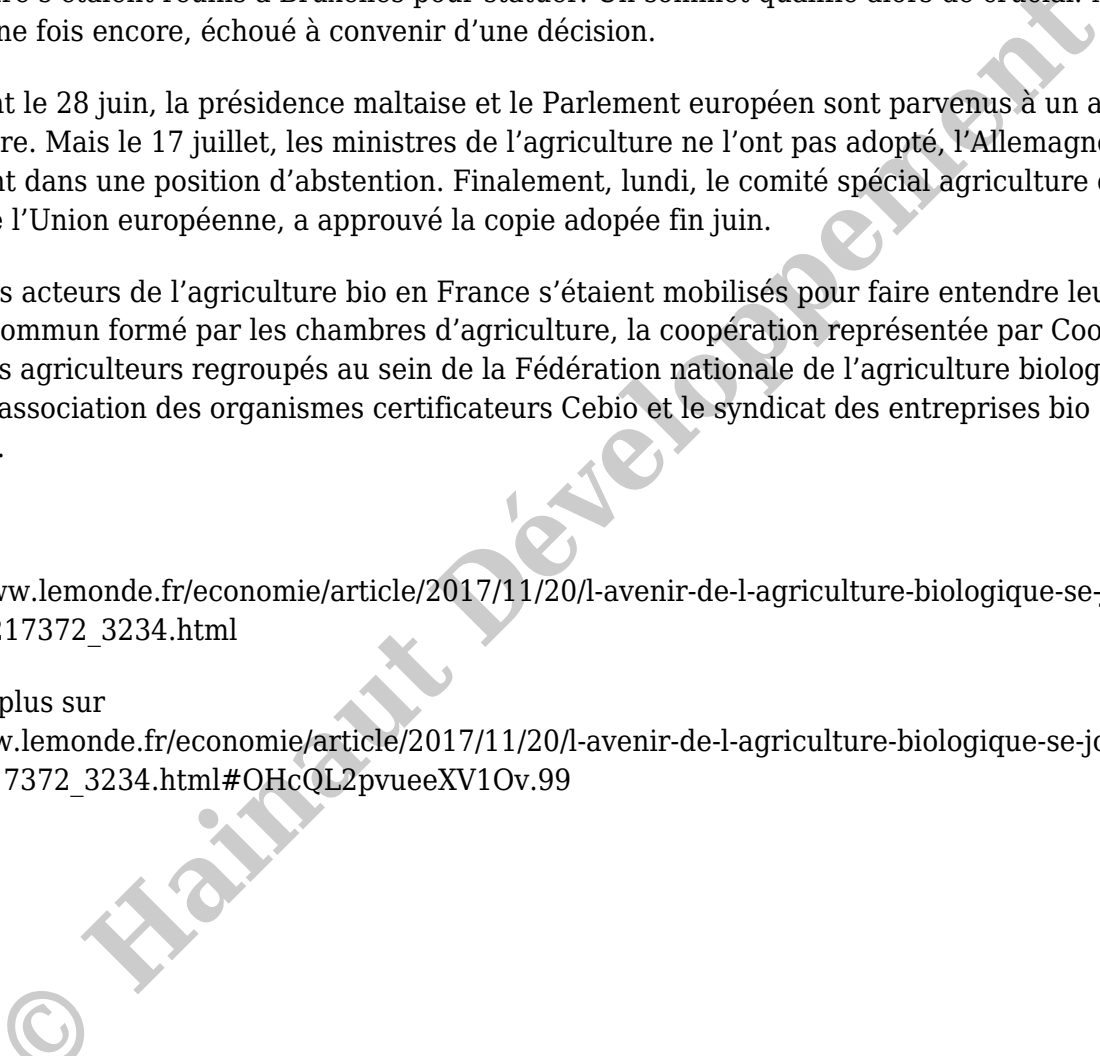 ne fois encore, échoué à convenir d’une décision.
nt le 28 juin, la présidence maltaise et le Parlement européen sont parvenus à un a
re. Mais le 17 juillet, les ministres de l’agriculture ne l’ont pas adopté, l’Allemagne
nt dans une position d’abstention. Finalement, lundi, le comité spécial agriculture
e l’Union européenne, a approuvé la copie adopée fin juin.
s acteurs de l’agriculture bio en France s’étaient mobilisés pour faire entendre leu
ommun formé par les chambres d’agriculture, la coopération représentée par Coo
s agriculteurs regroupés au sein de la Fédération nationale de l’agriculture biolog
association des organismes certificateurs Cebio et le syndicat des entreprises bio
.
ww.lemonde.fr/economie/article/2017/11/20/l-avenir-de-l-agriculture-biologique-se-
217372_3234.html
plus sur
w.lemonde.fr/economie/article/2017/11/20/l-avenir-de-l-agriculture-biologique-se-jo
17372_3234.html#OHcQL2pvueeXV1Ov.99
© Hainaut Développement